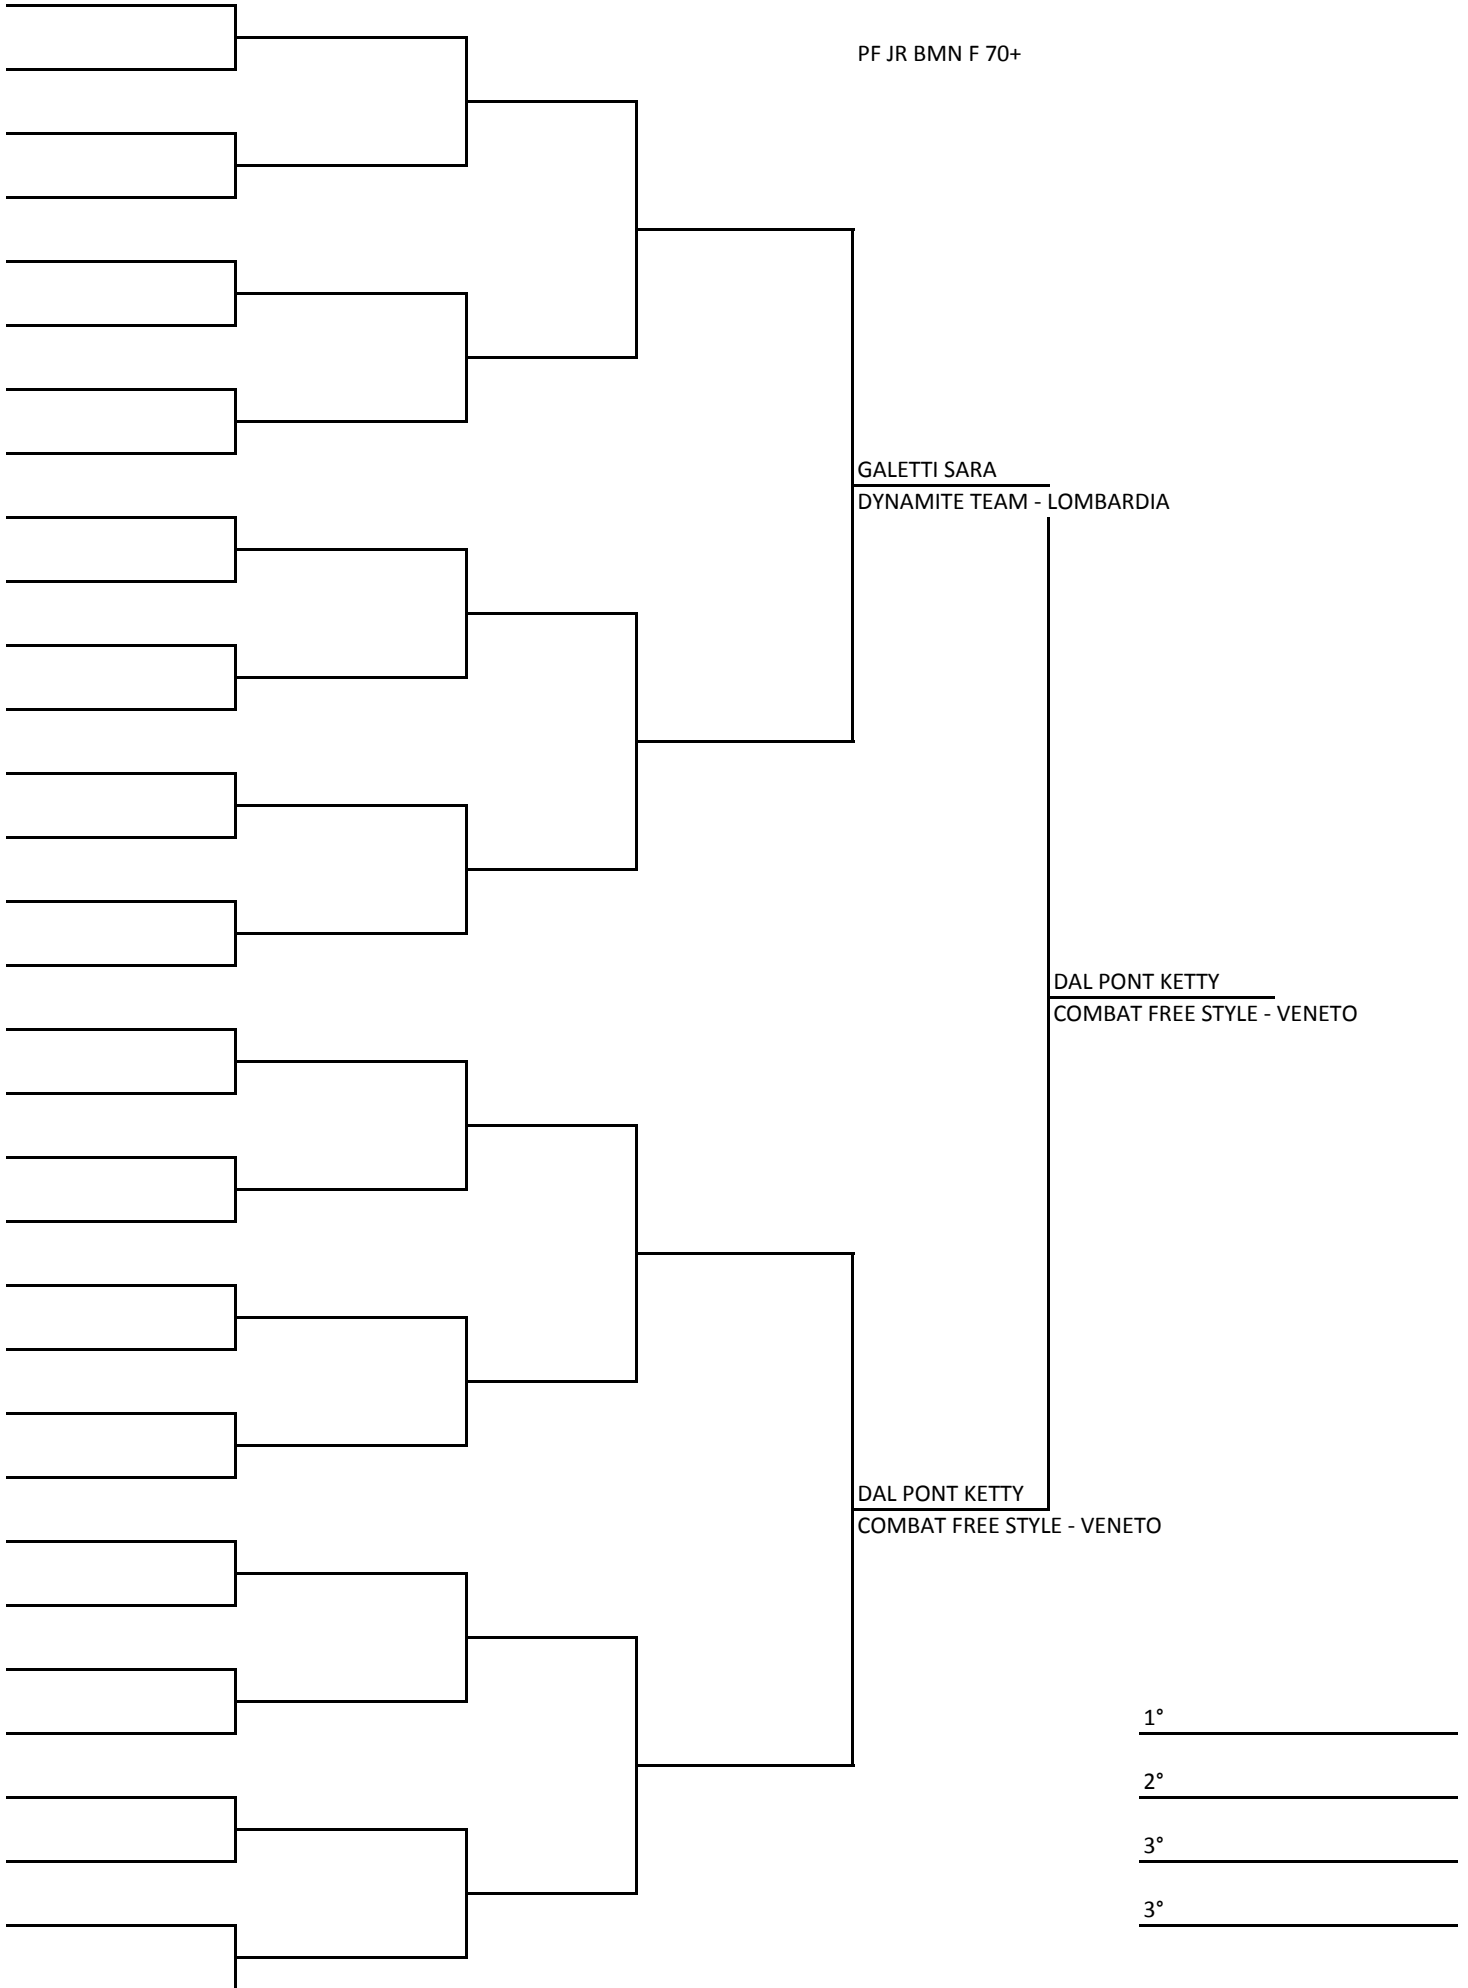 PF JR BMN F 70+
GALETTI SARA
DYNAMITE TEAM - LOMBARDIA
DAL PONT KETTY
COMBAT FREE STYLE - VENETO
DAL PONT KETTY
COMBAT FREE STYLE - VENETO
1°
2°
3°
3°